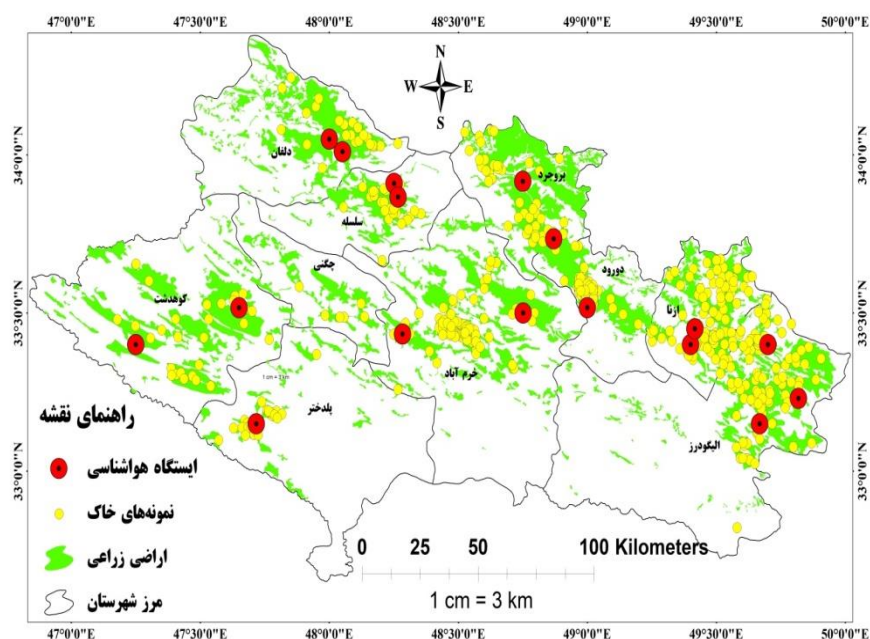 47°0'0"E 47°30'0"E 48°0'0"E 48°30'0"E 49°0'0"E 49°30'0"E 50°0'0"E
N
W E
S
34°0'0"N
33°30'0"N
33°0'0"N
34°0'0"N
33°30'0"N
33°0'0"N
دلفان
بروجرد
سلسله
چگنی
دورود
کوهدشت
ازنا
خرم آباد
پلدختر
الیگودرز
1 cm = 3 km
راهنمای نقشه
ایستگاه هواشناسی
نمونه‌های خاک
اراضی زراعی
مرز شهرستان
0 25 50 100 Kilometers
1 cm = 3 km
47°0'0"E 47°30'0"E 48°0'0"E 48°30'0"E 49°0'0"E 49°30'0"E 50°0'0"E